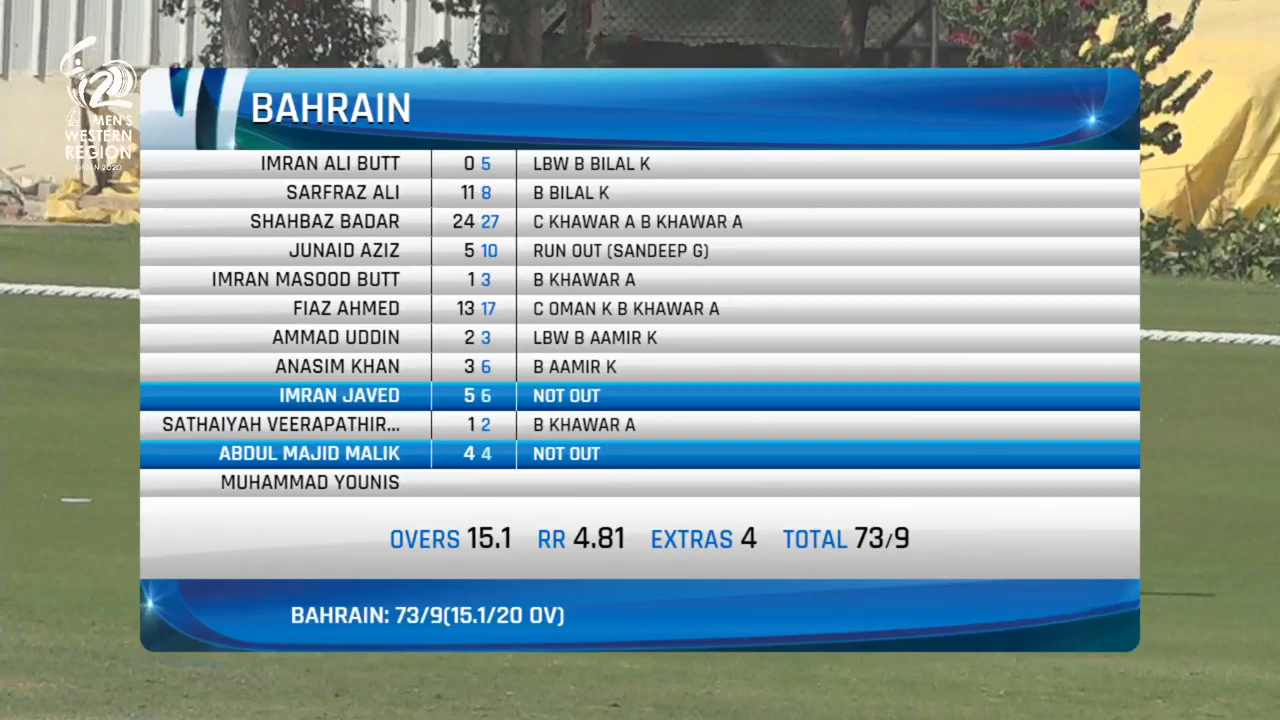 20
MEN'S
WESTERN
REGION
OMAN 2020
BAHRAIN
IMRAN ALI BUTT 0 5 LBW B BILAL K
SARFRAZ ALI 11 8 B BILAL K
SHAHBAZ BADAR 24 27 C KHAWAR A B KHAWAR A
JUNAID AZIZ 5 10 RUN OUT (SANDEEP G)
IMRAN MASOOD BUTT 1 3 B KHAWAR A
FIAZ AHMED 13 17 C OMAN K B KHAWAR A
AMMAD UDDIN 2 3 LBW B AAMIR K
ANASIM KHAN 3 6 B AAMIR K
IMRAN JAVED 5 6 NOT OUT
SATHAIYAH VEERAPATHIR... 1 2 B KHAWAR A
ABDUL MAJID MALIK 4 4 NOT OUT
MUHAMMAD YOUNIS
OVERS 15.1 RR 4.81 EXTRAS 4 TOTAL 73/9
BAHRAIN: 73/9(15.1/20 OV)